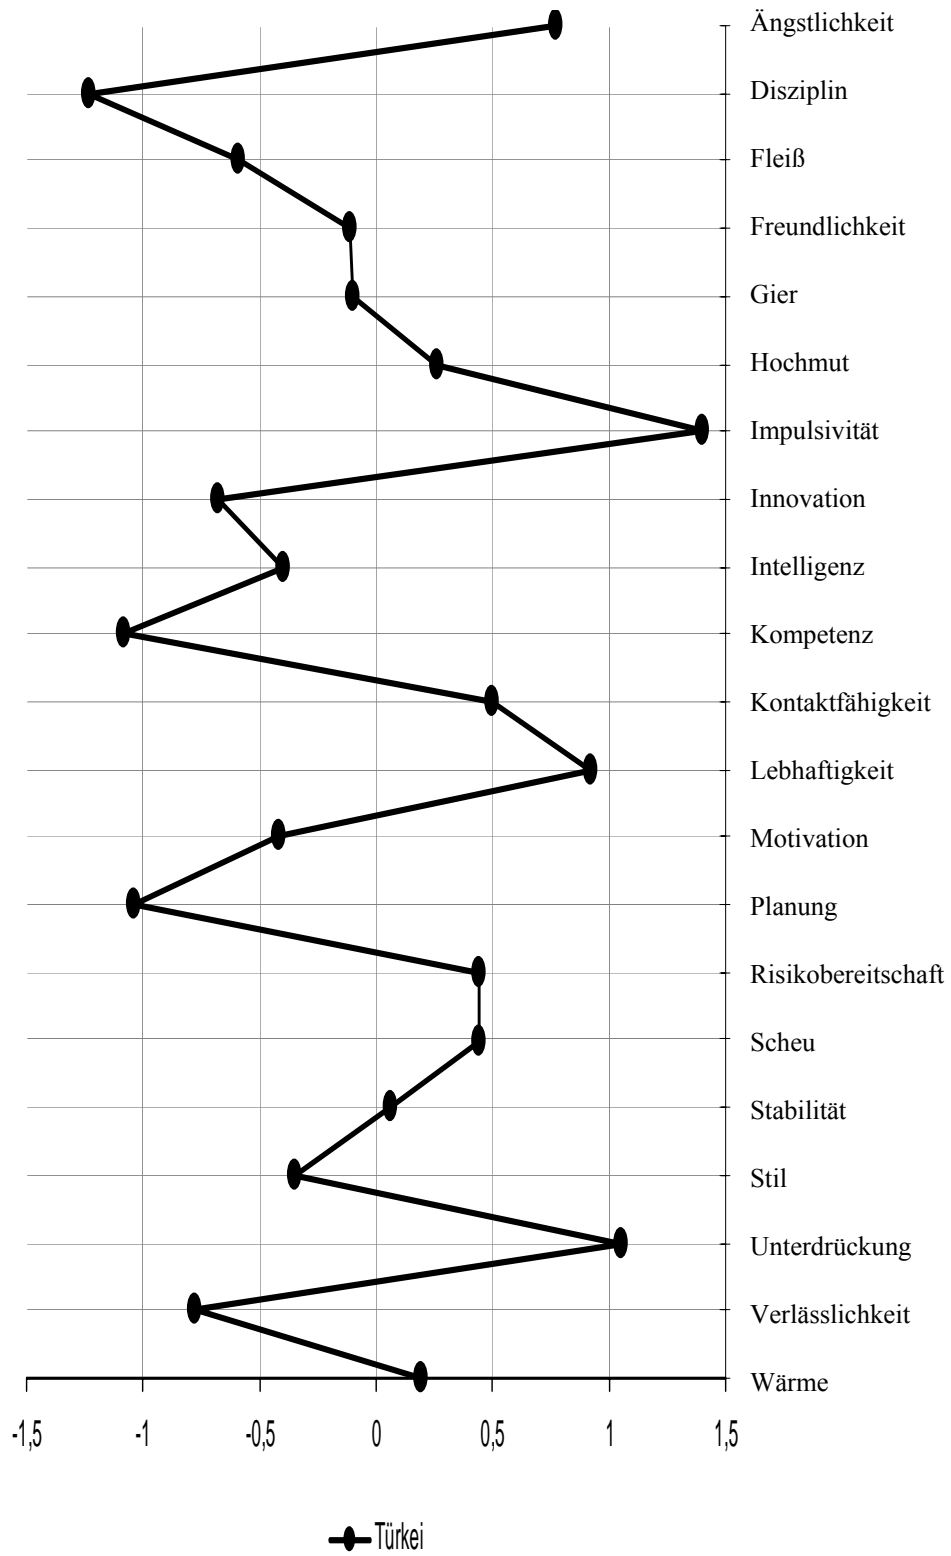 Ängstlichkeit
Disziplin
Fleiß
Freundlichkeit
Gier
Hochmut
Impulsivität
Innovation
Intelligenz
Kompetenz
Kontaktfähigkeit
Lebhaftigkeit
Motivation
Planung
Risikobereitschaft
Scheu
Stabilität
Stil
Unterdrückung
Verlässlichkeit
Wärme
-1,5 -1 -0,5 0 0,5 1 1,5
Türkei